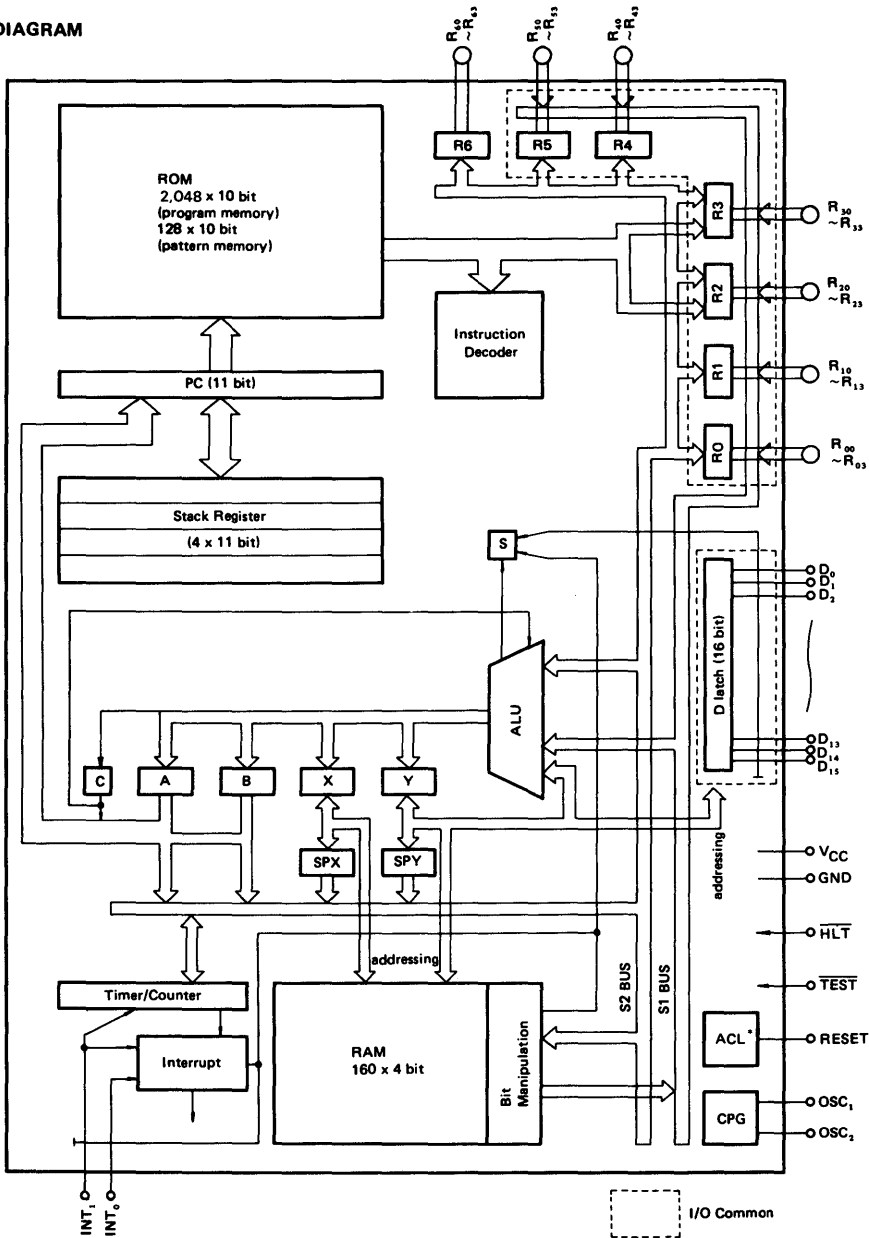 DIAGRAM
R₆₀
~R₆₃
R₅₀
~R₅₃
R₄₀
~R₄₃
R6
R5
R4
ROM
2,048 x 10 bit
(program memory)
128 x 10 bit
(pattern memory)
R3
R₃₀
~R₃₃
R2
R₂₀
~R₂₃
Instruction
Decoder
PC (11 bit)
R1
R₁₀
~R₁₃
R0
R₀₀
~R₀₃
Stack Register
(4 x 11 bit)
S
D latch (16 bit)
D₀
D₁
D₂
ALU
D₁₃
D₁₄
D₁₅
C
A
B
X
Y
SPX
SPY
addressing
V_CC
GND
H̅L̅T̅
addressing
Timer/Counter
S2 BUS
S1 BUS
T̅E̅S̅T̅
Interrupt
RAM
160 x 4 bit
Bit
Manipulation
ACL*
RESET
CPG
OSC₁
OSC₂
INT₁
INT₀
I/O Common